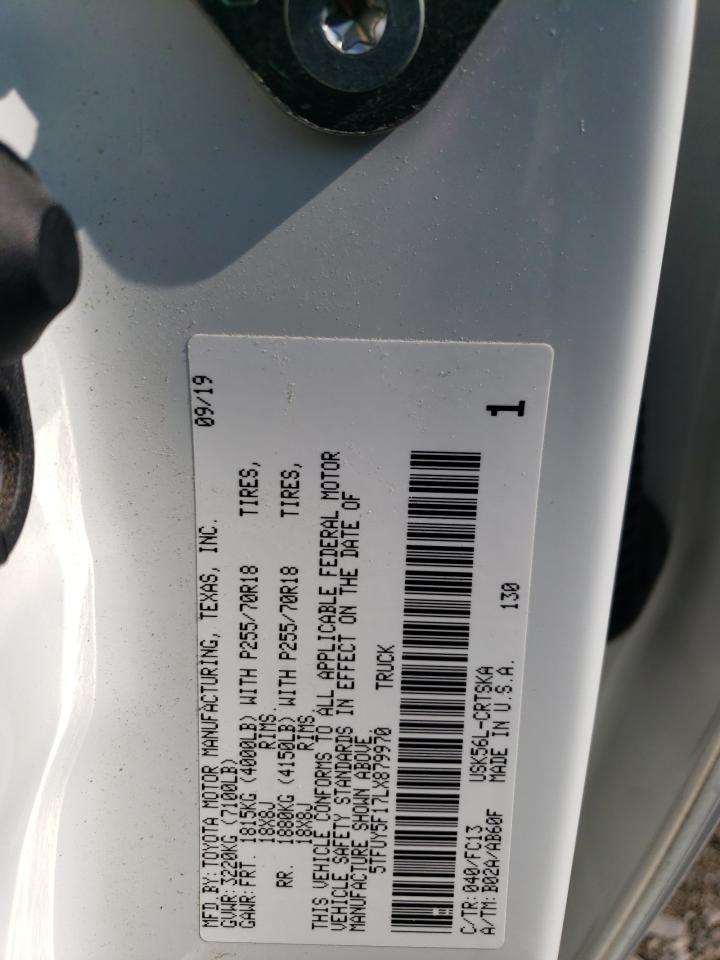 MFD.BY: TOYOTA MOTOR MANUFACTURING, TEXAS, INC. 09/19
GVWR: 3220KG (7100LB)
GAWR: FRT. 1815KG (4000LB) WITH P255/70R18 TIRES,
18X8J RIMS
RR. 1880KG (4150LB) WITH P255/70R18 TIRES,
18X8J RIMS
THIS VEHICLE CONFORMS TO ALL APPLICABLE FEDERAL MOTOR
VEHICLE SAFETY STANDARDS IN EFFECT ON THE DATE OF
MANUFACTURE SHOWN ABOVE.
5TFUY5F17LX879970 TRUCK
C/TR: 040/FC13 USK56L-CRTSKA
A/TM: B02A/AB60F MADE IN U.S.A. 130
1